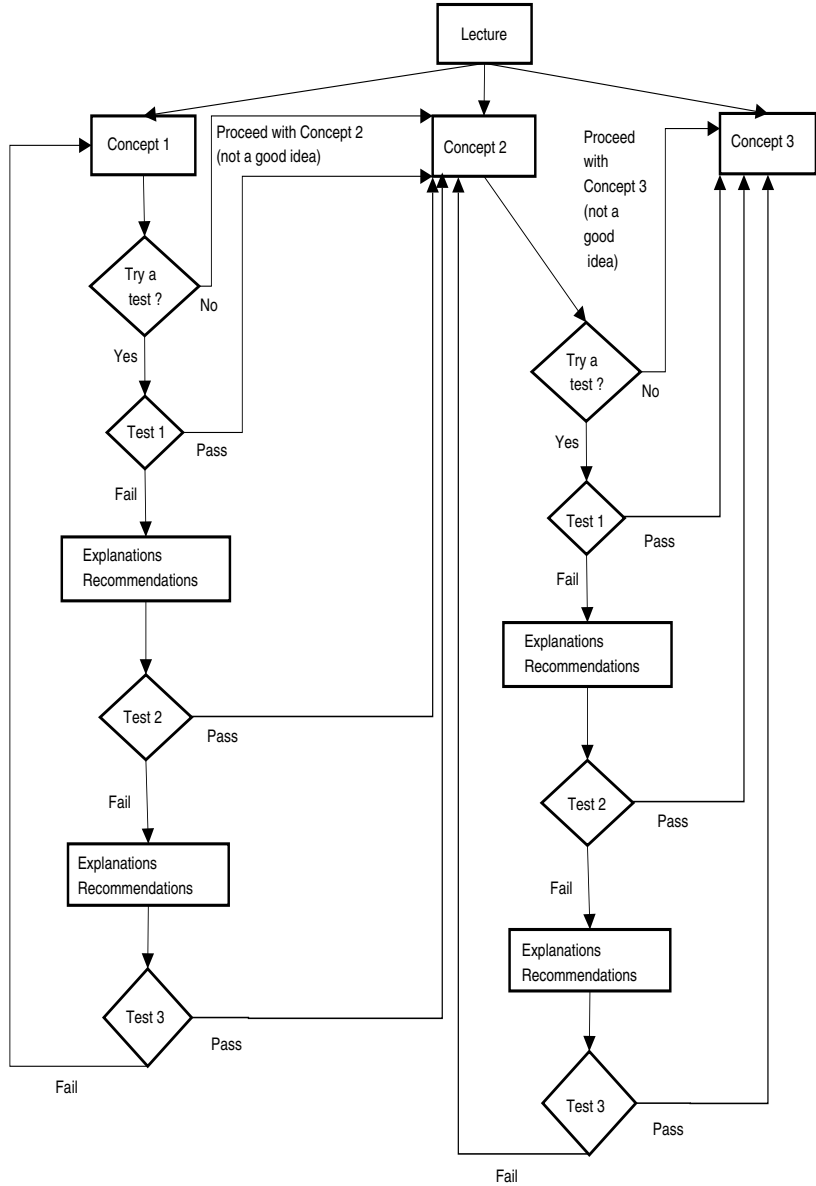 Lecture
Concept 1
Proceed with Concept 2
(not a good idea)
Concept 2
Proceed
with
Concept 3
(not a
good
idea)
Concept 3
Try a
test ?
No
Yes
Test 1
Pass
Fail
Explanations
Recommendations
Test 2
Pass
Fail
Explanations
Recommendations
Test 3
Pass
Fail
Try a
test ?
No
Yes
Test 1
Pass
Fail
Explanations
Recommendations
Test 2
Pass
Fail
Explanations
Recommendations
Test 3
Pass
Fail